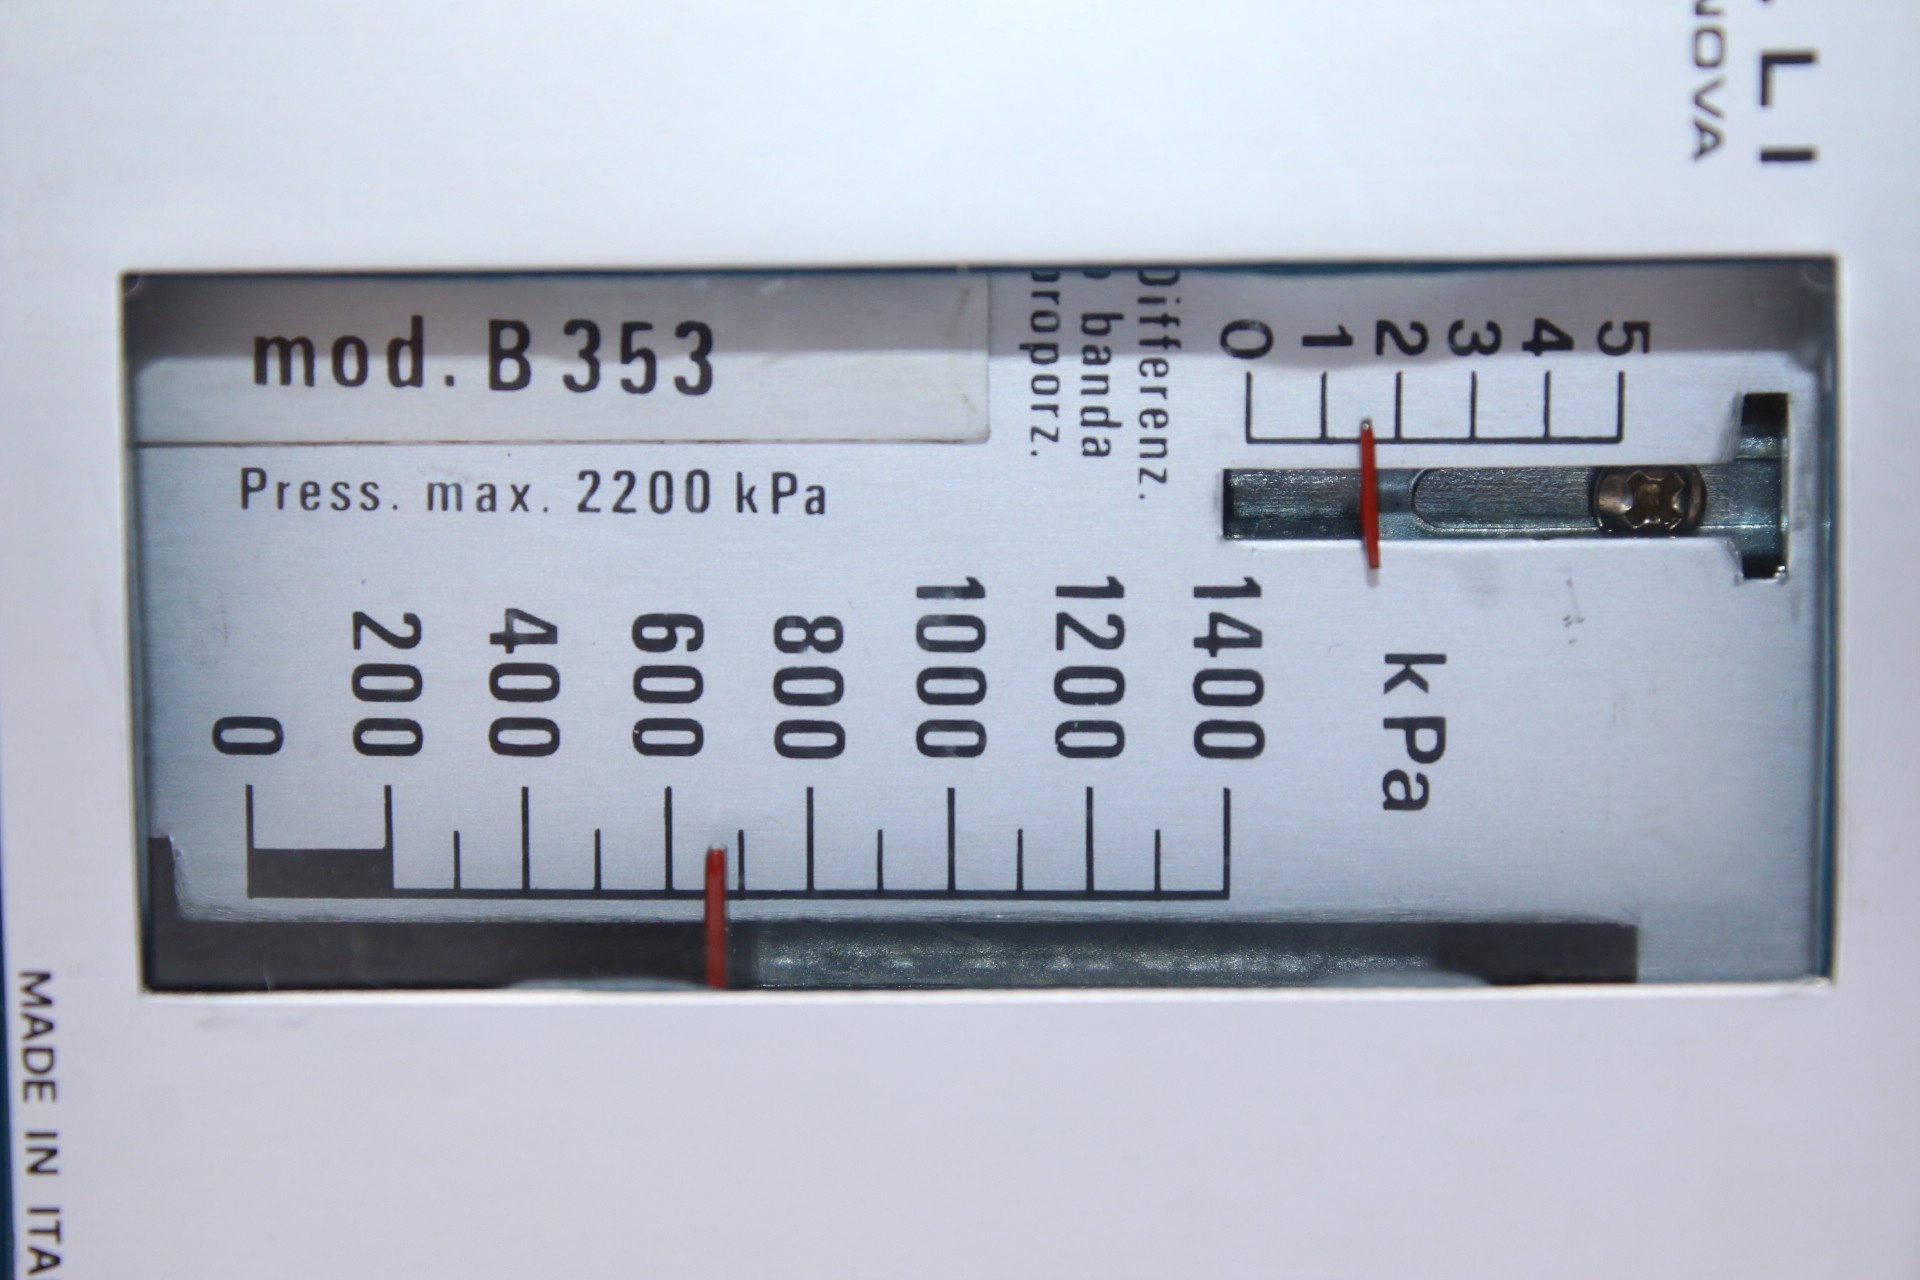 L I
NOVA
mod. B 353
Press. max. 2200 kPa
Differenz.
banda
proporz.
0 1 2 3 4 5
0 200 400 600 800 1000 1200 1400
kPa
MADE IN ITA